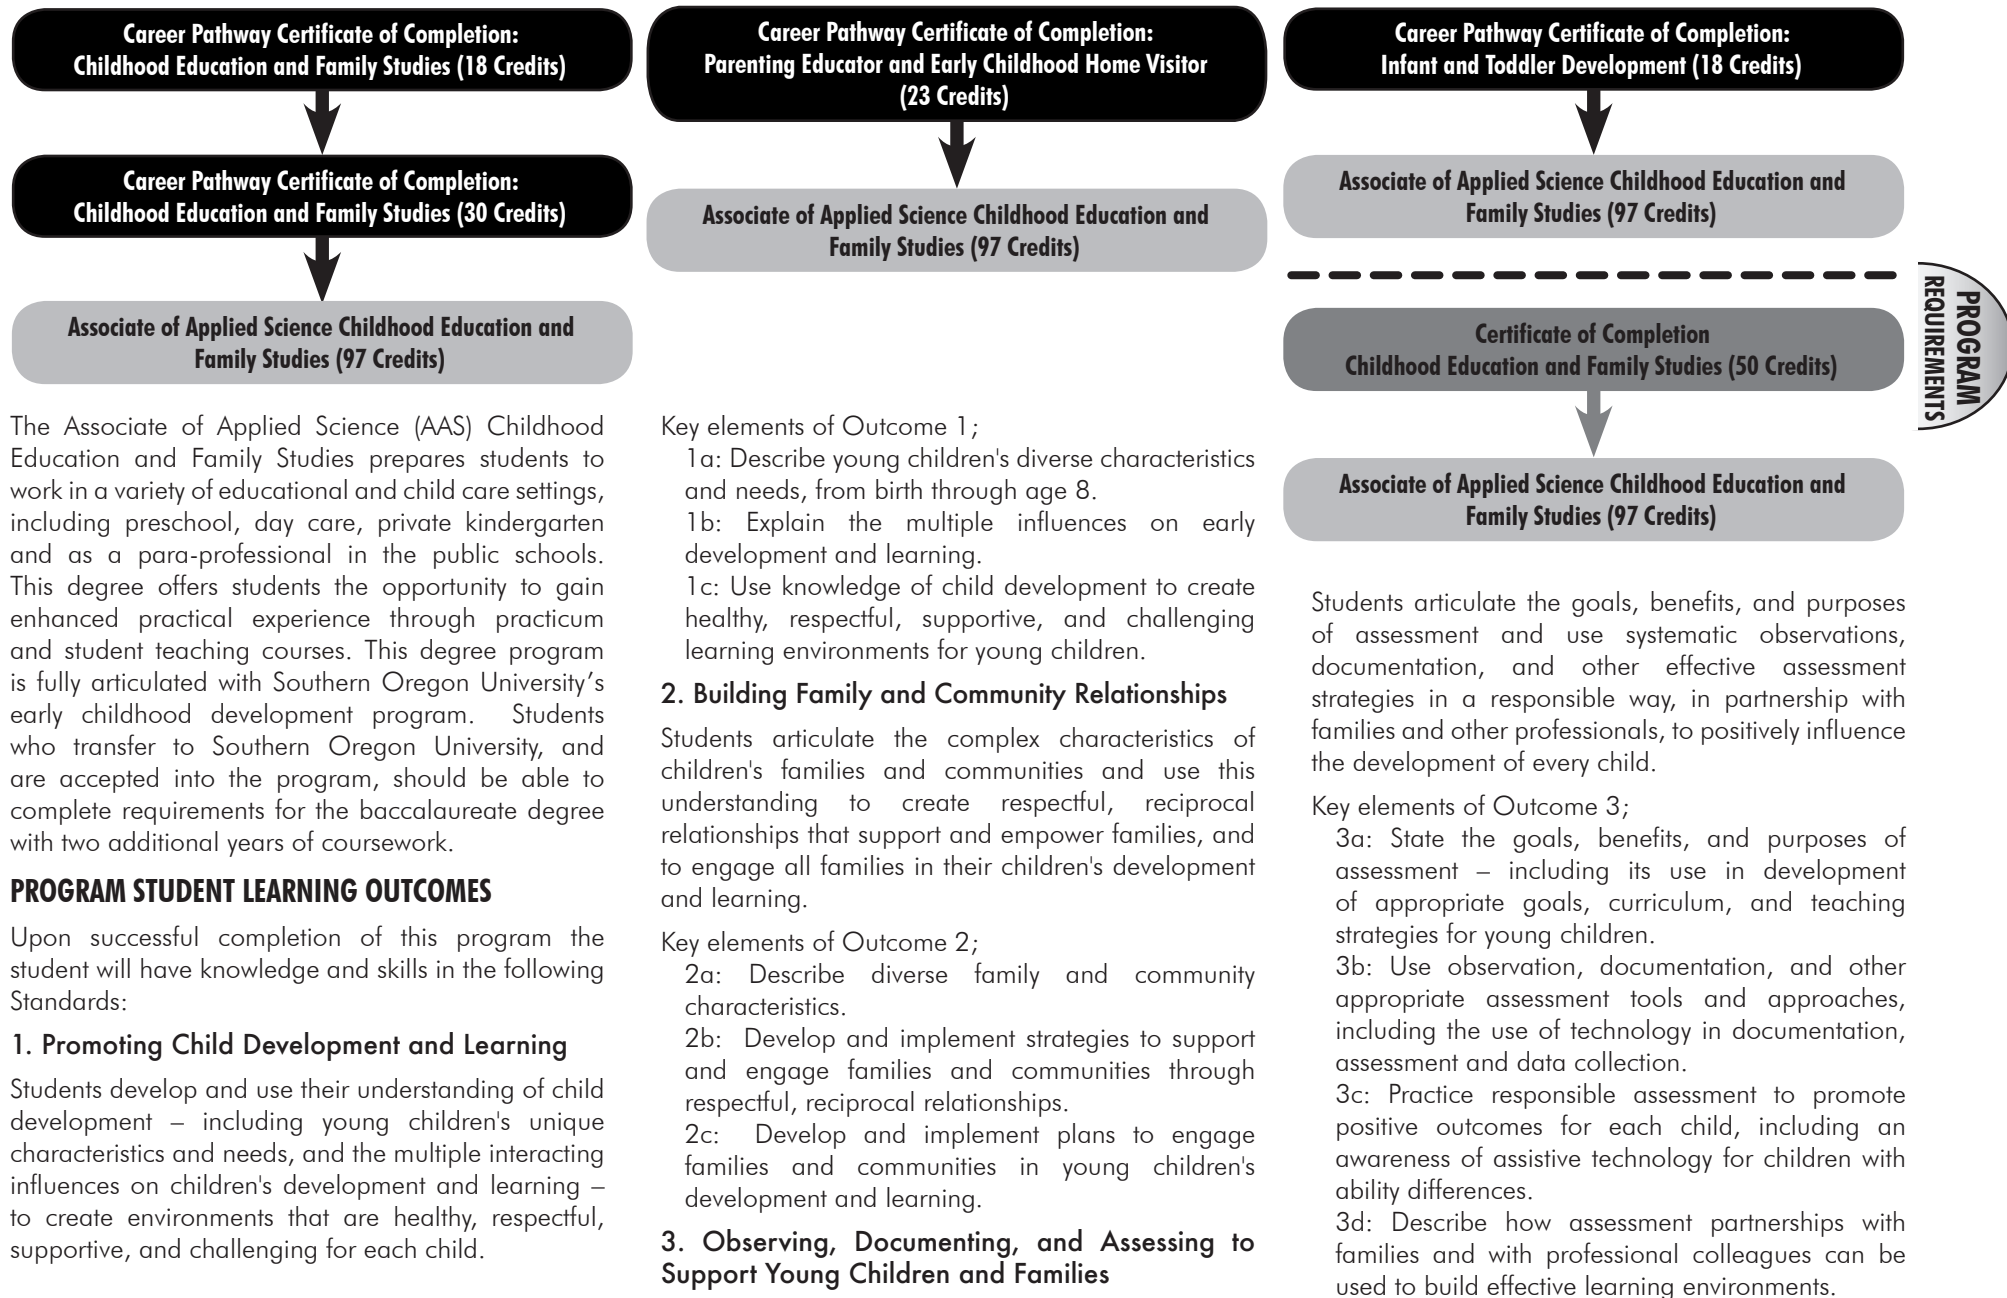 Career Pathway Certificate of Completion:
Childhood Education and Family Studies (18 Credits)
Career Pathway Certificate of Completion:
Childhood Education and Family Studies (30 Credits)
Associate of Applied Science Childhood Education and
Family Studies (97 Credits)
Career Pathway Certificate of Completion:
Parenting Educator and Early Childhood Home Visitor
(23 Credits)
Associate of Applied Science Childhood Education and
Family Studies (97 Credits)
Career Pathway Certificate of Completion:
Infant and Toddler Development (18 Credits)
Associate of Applied Science Childhood Education and
Family Studies (97 Credits)
Certificate of Completion
Childhood Education and Family Studies (50 Credits)
Associate of Applied Science Childhood Education and
Family Studies (97 Credits)
PROGRAM
REQUIREMENTS
The Associate of Applied Science (AAS) Childhood
Education and Family Studies prepares students to
work in a variety of educational and child care settings,
including preschool, day care, private kindergarten
and as a para-professional in the public schools.
This degree offers students the opportunity to gain
enhanced practical experience through practicum
and student teaching courses. This degree program
is fully articulated with Southern Oregon University’s
early childhood development program. Students
who transfer to Southern Oregon University, and
are accepted into the program, should be able to
complete requirements for the baccalaureate degree
with two additional years of coursework.
PROGRAM STUDENT LEARNING OUTCOMES
Upon successful completion of this program the
student will have knowledge and skills in the following
Standards:
1. Promoting Child Development and Learning
Students develop and use their understanding of child
development – including young children's unique
characteristics and needs, and the multiple interacting
influences on children's development and learning –
to create environments that are healthy, respectful,
supportive, and challenging for each child.
Key elements of Outcome 1;
1a: Describe young children's diverse characteristics
and needs, from birth through age 8.
1b: Explain the multiple influences on early
development and learning.
1c: Use knowledge of child development to create
healthy, respectful, supportive, and challenging
learning environments for young children.
2. Building Family and Community Relationships
Students articulate the complex characteristics of
children's families and communities and use this
understanding to create respectful, reciprocal
relationships that support and empower families, and
to engage all families in their children's development
and learning.
Key elements of Outcome 2;
2a: Describe diverse family and community
characteristics.
2b: Develop and implement strategies to support
and engage families and communities through
respectful, reciprocal relationships.
2c: Develop and implement plans to engage
families and communities in young children's
development and learning.
3. Observing, Documenting, and Assessing to
Support Young Children and Families
Students articulate the goals, benefits, and purposes
of assessment and use systematic observations,
documentation, and other effective assessment
strategies in a responsible way, in partnership with
families and other professionals, to positively influence
the development of every child.
Key elements of Outcome 3;
3a: State the goals, benefits, and purposes of
assessment – including its use in development
of appropriate goals, curriculum, and teaching
strategies for young children.
3b: Use observation, documentation, and other
appropriate assessment tools and approaches,
including the use of technology in documentation,
assessment and data collection.
3c: Practice responsible assessment to promote
positive outcomes for each child, including an
awareness of assistive technology for children with
ability differences.
3d: Describe how assessment partnerships with
families and with professional colleagues can be
used to build effective learning environments.